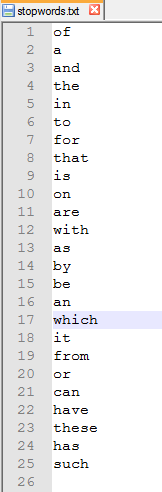 stopwords.txt
1 of
2 a
3 and
4 the
5 in
6 to
7 for
8 that
9 is
10 on
11 are
12 with
13 as
14 by
15 be
16 an
17 which
18 it
19 from
20 or
21 can
22 have
23 these
24 has
25 such
26